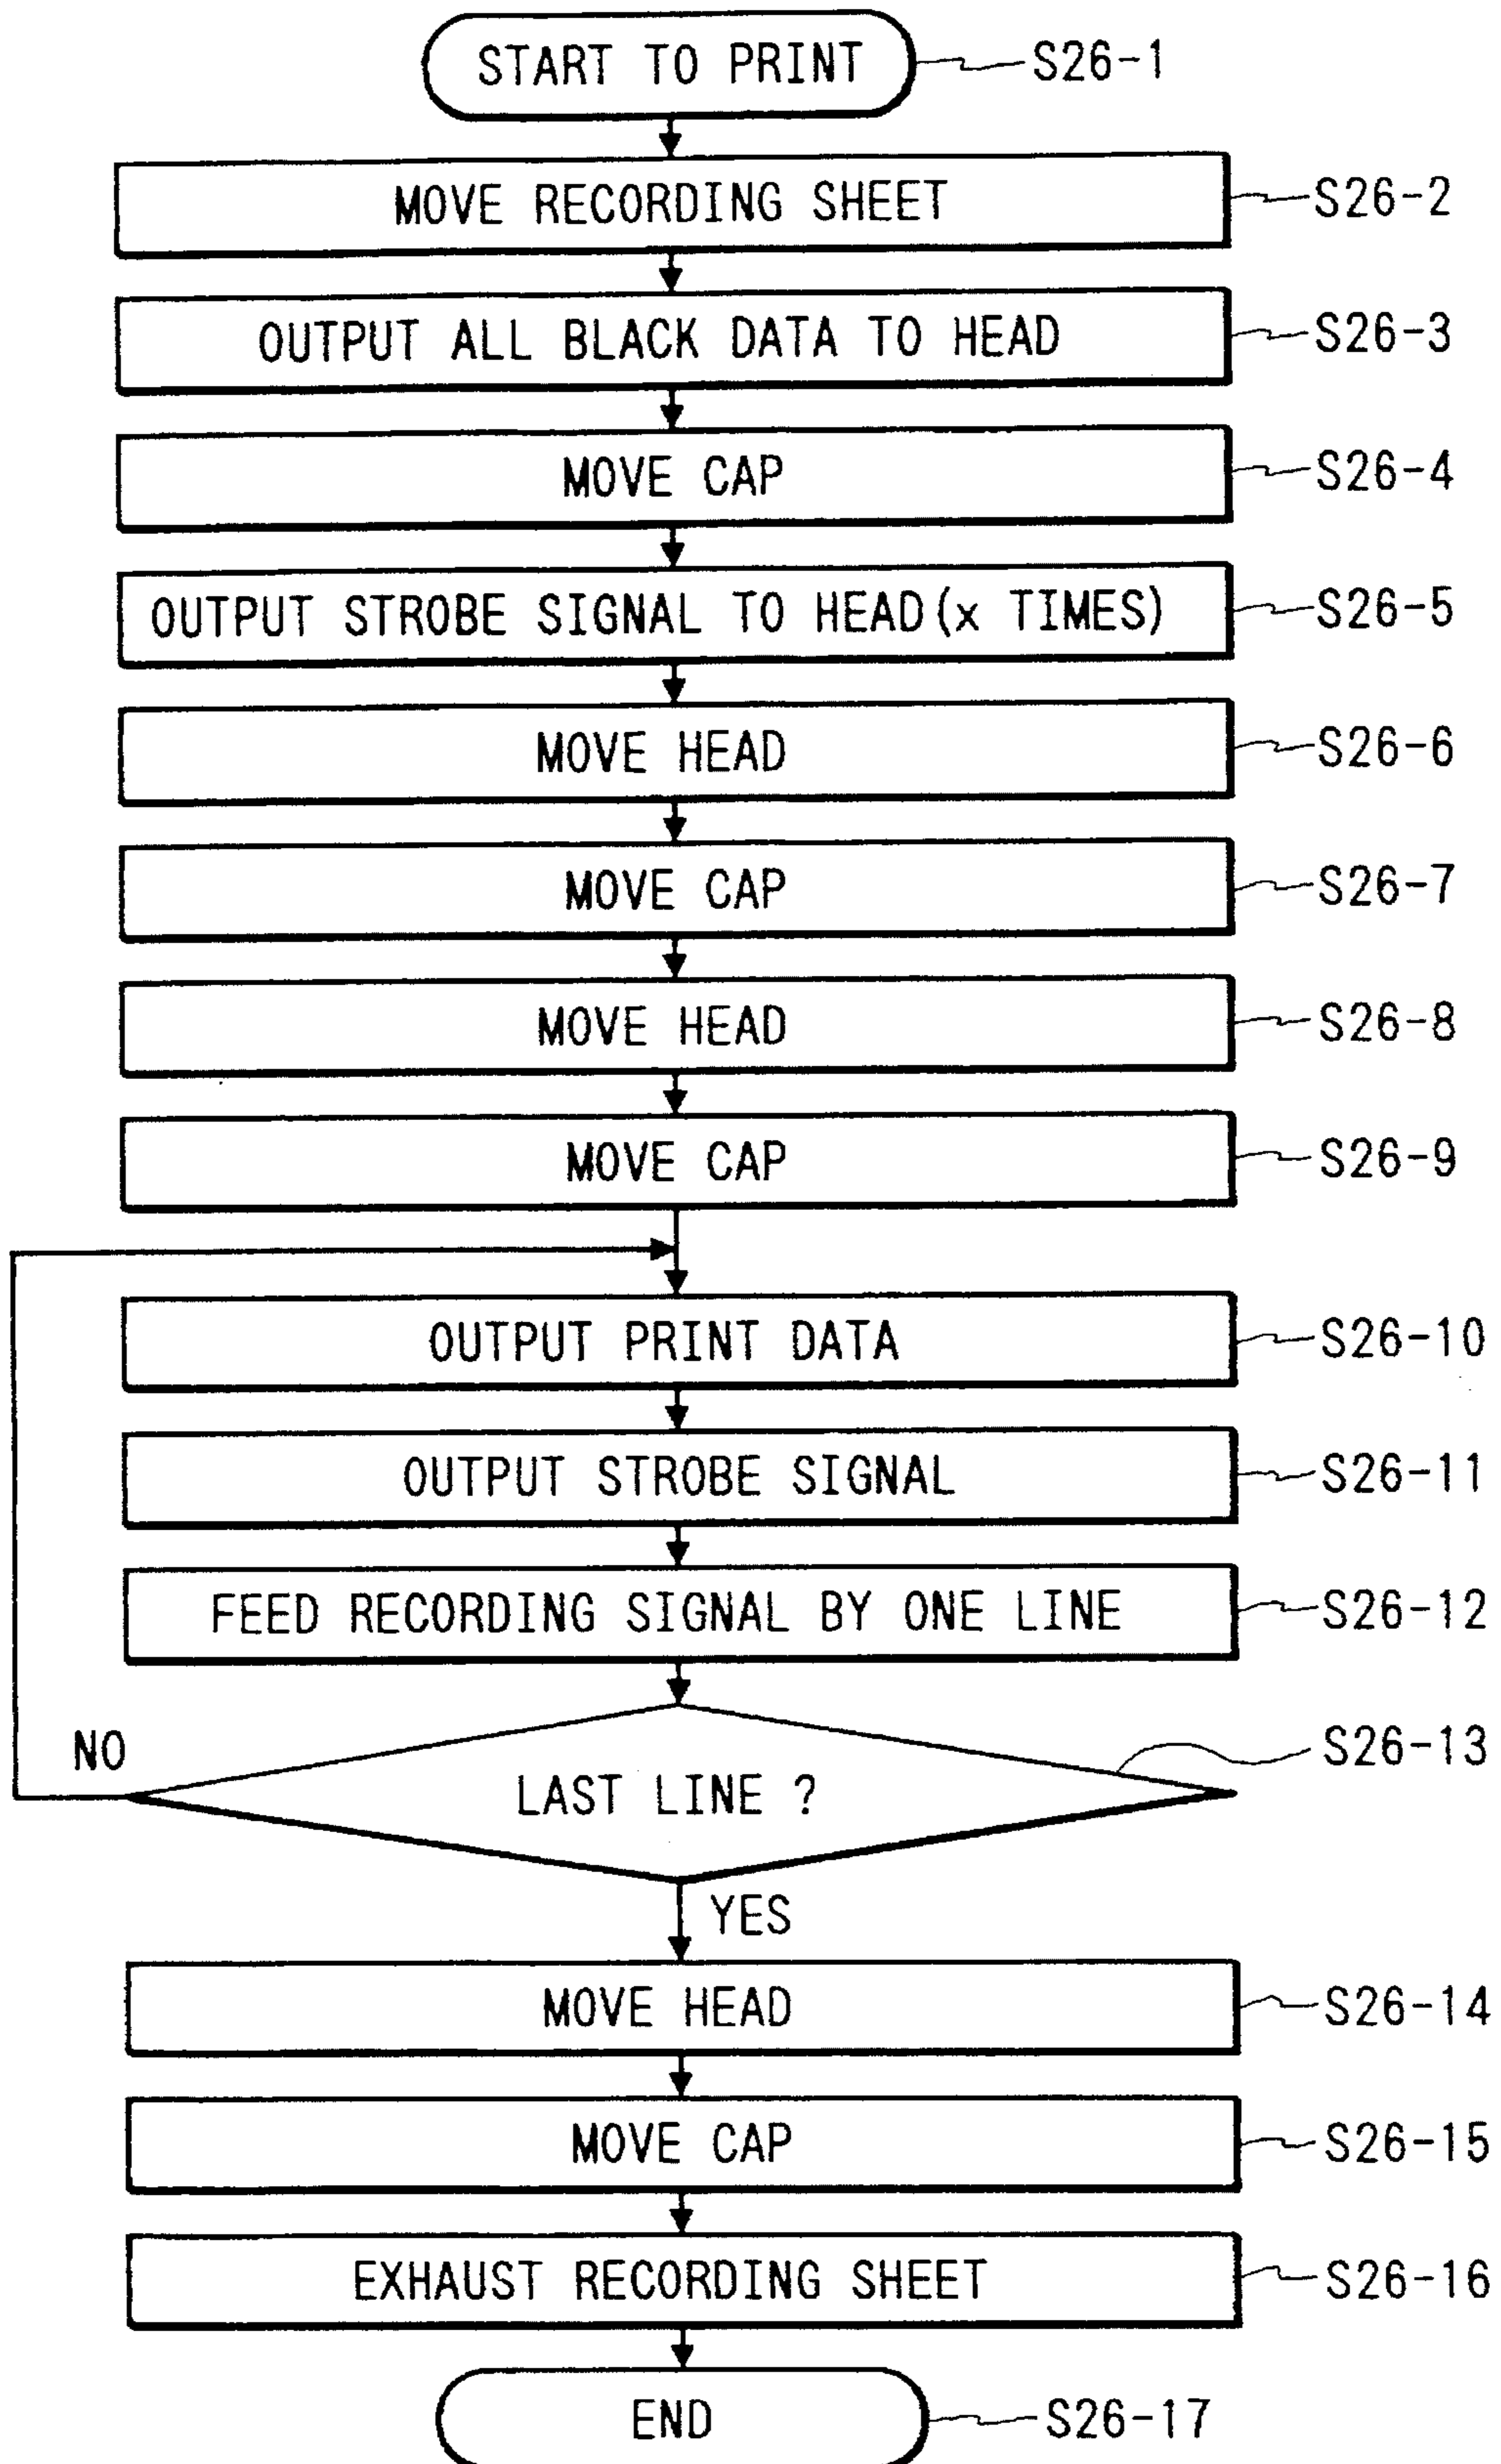 START TO PRINT S26-1
MOVE RECORDING SHEET S26-2
OUTPUT ALL BLACK DATA TO HEAD S26-3
MOVE CAP S26-4
OUTPUT STROBE SIGNAL TO HEAD(x TIMES) S26-5
MOVE HEAD S26-6
MOVE CAP S26-7
MOVE HEAD S26-8
MOVE CAP S26-9
OUTPUT PRINT DATA S26-10
OUTPUT STROBE SIGNAL S26-11
FEED RECORDING SIGNAL BY ONE LINE S26-12
NO
LAST LINE ? S26-13
YES
MOVE HEAD S26-14
MOVE CAP S26-15
EXHAUST RECORDING SHEET S26-16
END S26-17